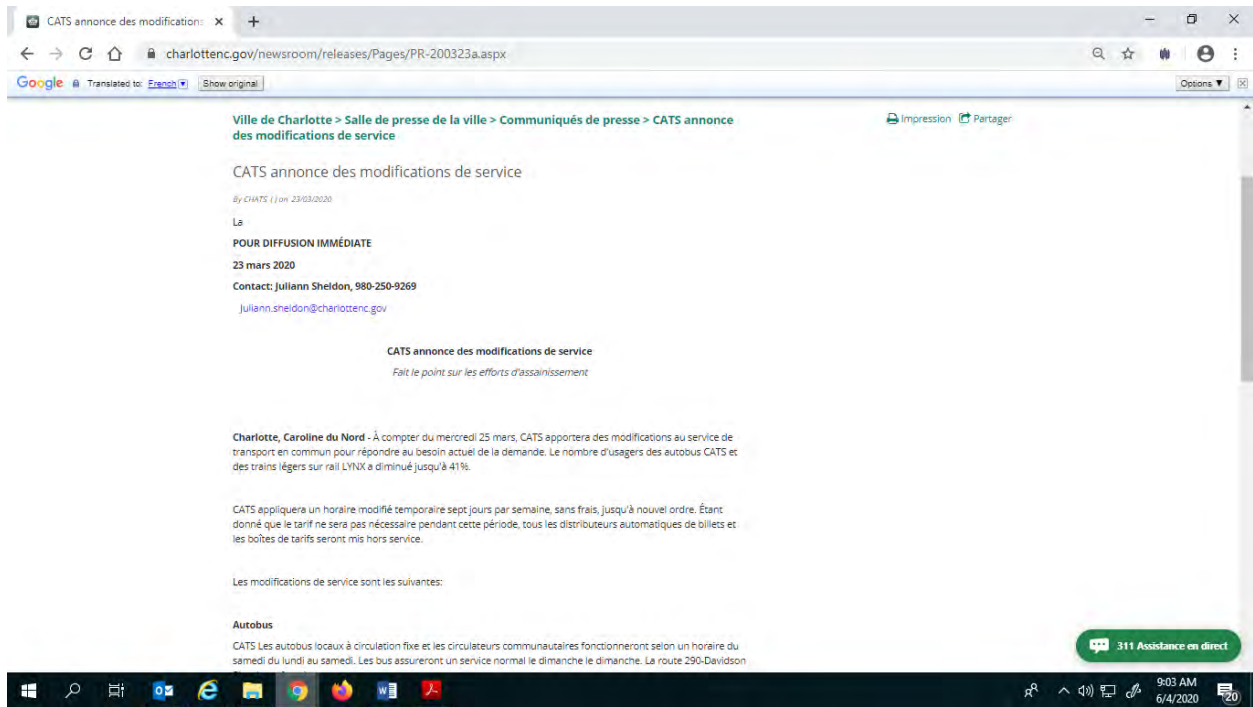 CATS annonce des modifications
charlottenc.gov/newsroom/releases/Pages/PR-200323a.aspx
Google Translated to: French Show original Options ▼
Ville de Charlotte > Salle de presse de la ville > Communiqués de presse > CATS annonce
des modifications de service
Impression Partager
CATS annonce des modifications de service
By CHATS | | on 23/03/2020
La
POUR DIFFUSION IMMÉDIATE
23 mars 2020
Contact: Juliann Sheldon, 980-250-9269
Juliann.sheldon@charlottenc.gov
CATS annonce des modifications de service
Fait le point sur les efforts d'assainissement
Charlotte, Caroline du Nord - À compter du mercredi 25 mars, CATS apportera des modifications au service de
transport en commun pour répondre au besoin actuel de la demande. Le nombre d'usagers des autobus CATS et
des trains légers sur rail LYNX a diminué jusqu'à 41%.
CATS appliquera un horaire modifié temporaire sept jours par semaine, sans frais, jusqu'à nouvel ordre. Étant
donné que le tarif ne sera pas nécessaire pendant cette période, tous les distributeurs automatiques de billets et
les boîtes de tarifs seront mis hors service.
Les modifications de service sont les suivantes:
Autobus
CATS Les autobus locaux à circulation fixe et les circulateurs communautaires fonctionneront selon un horaire du
samedi du lundi au samedi. Les bus assureront un service normal le dimanche le dimanche. La route 290-Davidson
311 Assistance en direct
9:03 AM
6/4/2020
20